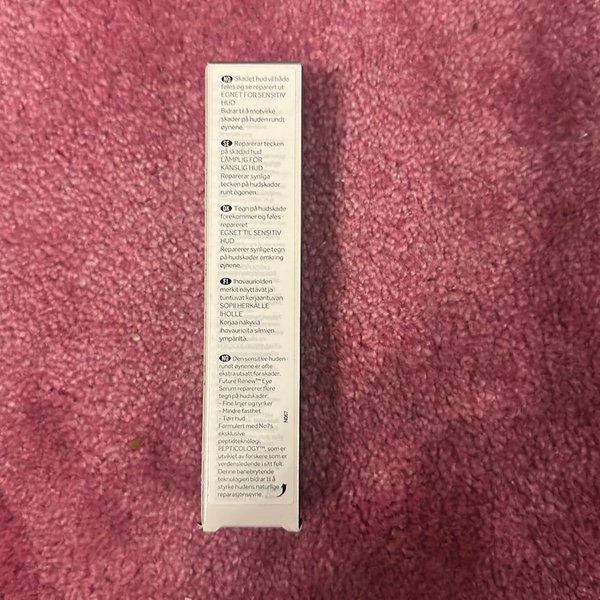 NO Skadet hud vil både
føles og se reparert ut.
EGNET FOR SENSITIV
HUD
Bidrar til å motvirke
skader på huden rundt
øynene.
SE Reparerar tecken
på skadad hud
LÄMPLIG FÖR
KÄNSLIG HUD
Reparerar synliga
tecken på hudskador
runt ögonen.
DK Tegn på hudskade
forekommer og føles
repareret
EGNET TIL SENSITIV
HUD
Reparerer synlige tegn
på hudskader omkring
øjnene.
FI Ihovaurioiden
merkit näyttävät ja
tuntuvat korjaantuvan
SOPII HERKÄLLE
IHOLLE
Korjaa näkyviä
ihovaurioita silmien
ympäriltä.
NO Den sensitive huden
rundt øynene er ofte
ekstra utsatt for skader.
Future Renew™ Eye
Serum reparerer flere
tegn på hudskader:
- Fine linjer og rynker
- Mindre fasthet
- Tørr hud
Formulert med No7s
eksklusive
peptidteknologi,
PEPTICOLOGY™, som er
utviklet av forskere som er
verdensledende i sitt felt.
Denne banebrytende
teknologien bidrar til å
styrke hudens naturlige
reparasjonsevne.
N067